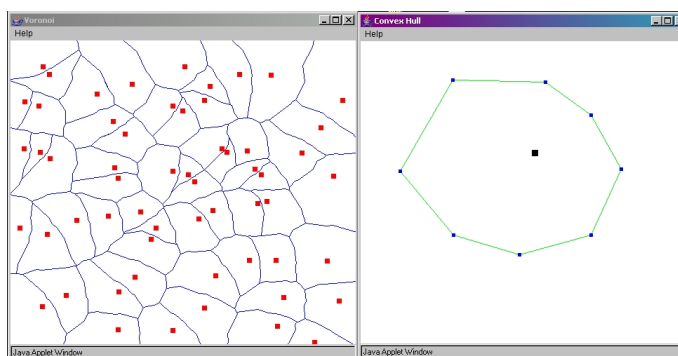 Voronoi
Help
Java Applet Window
Convex Hull
Help
Java Applet Window